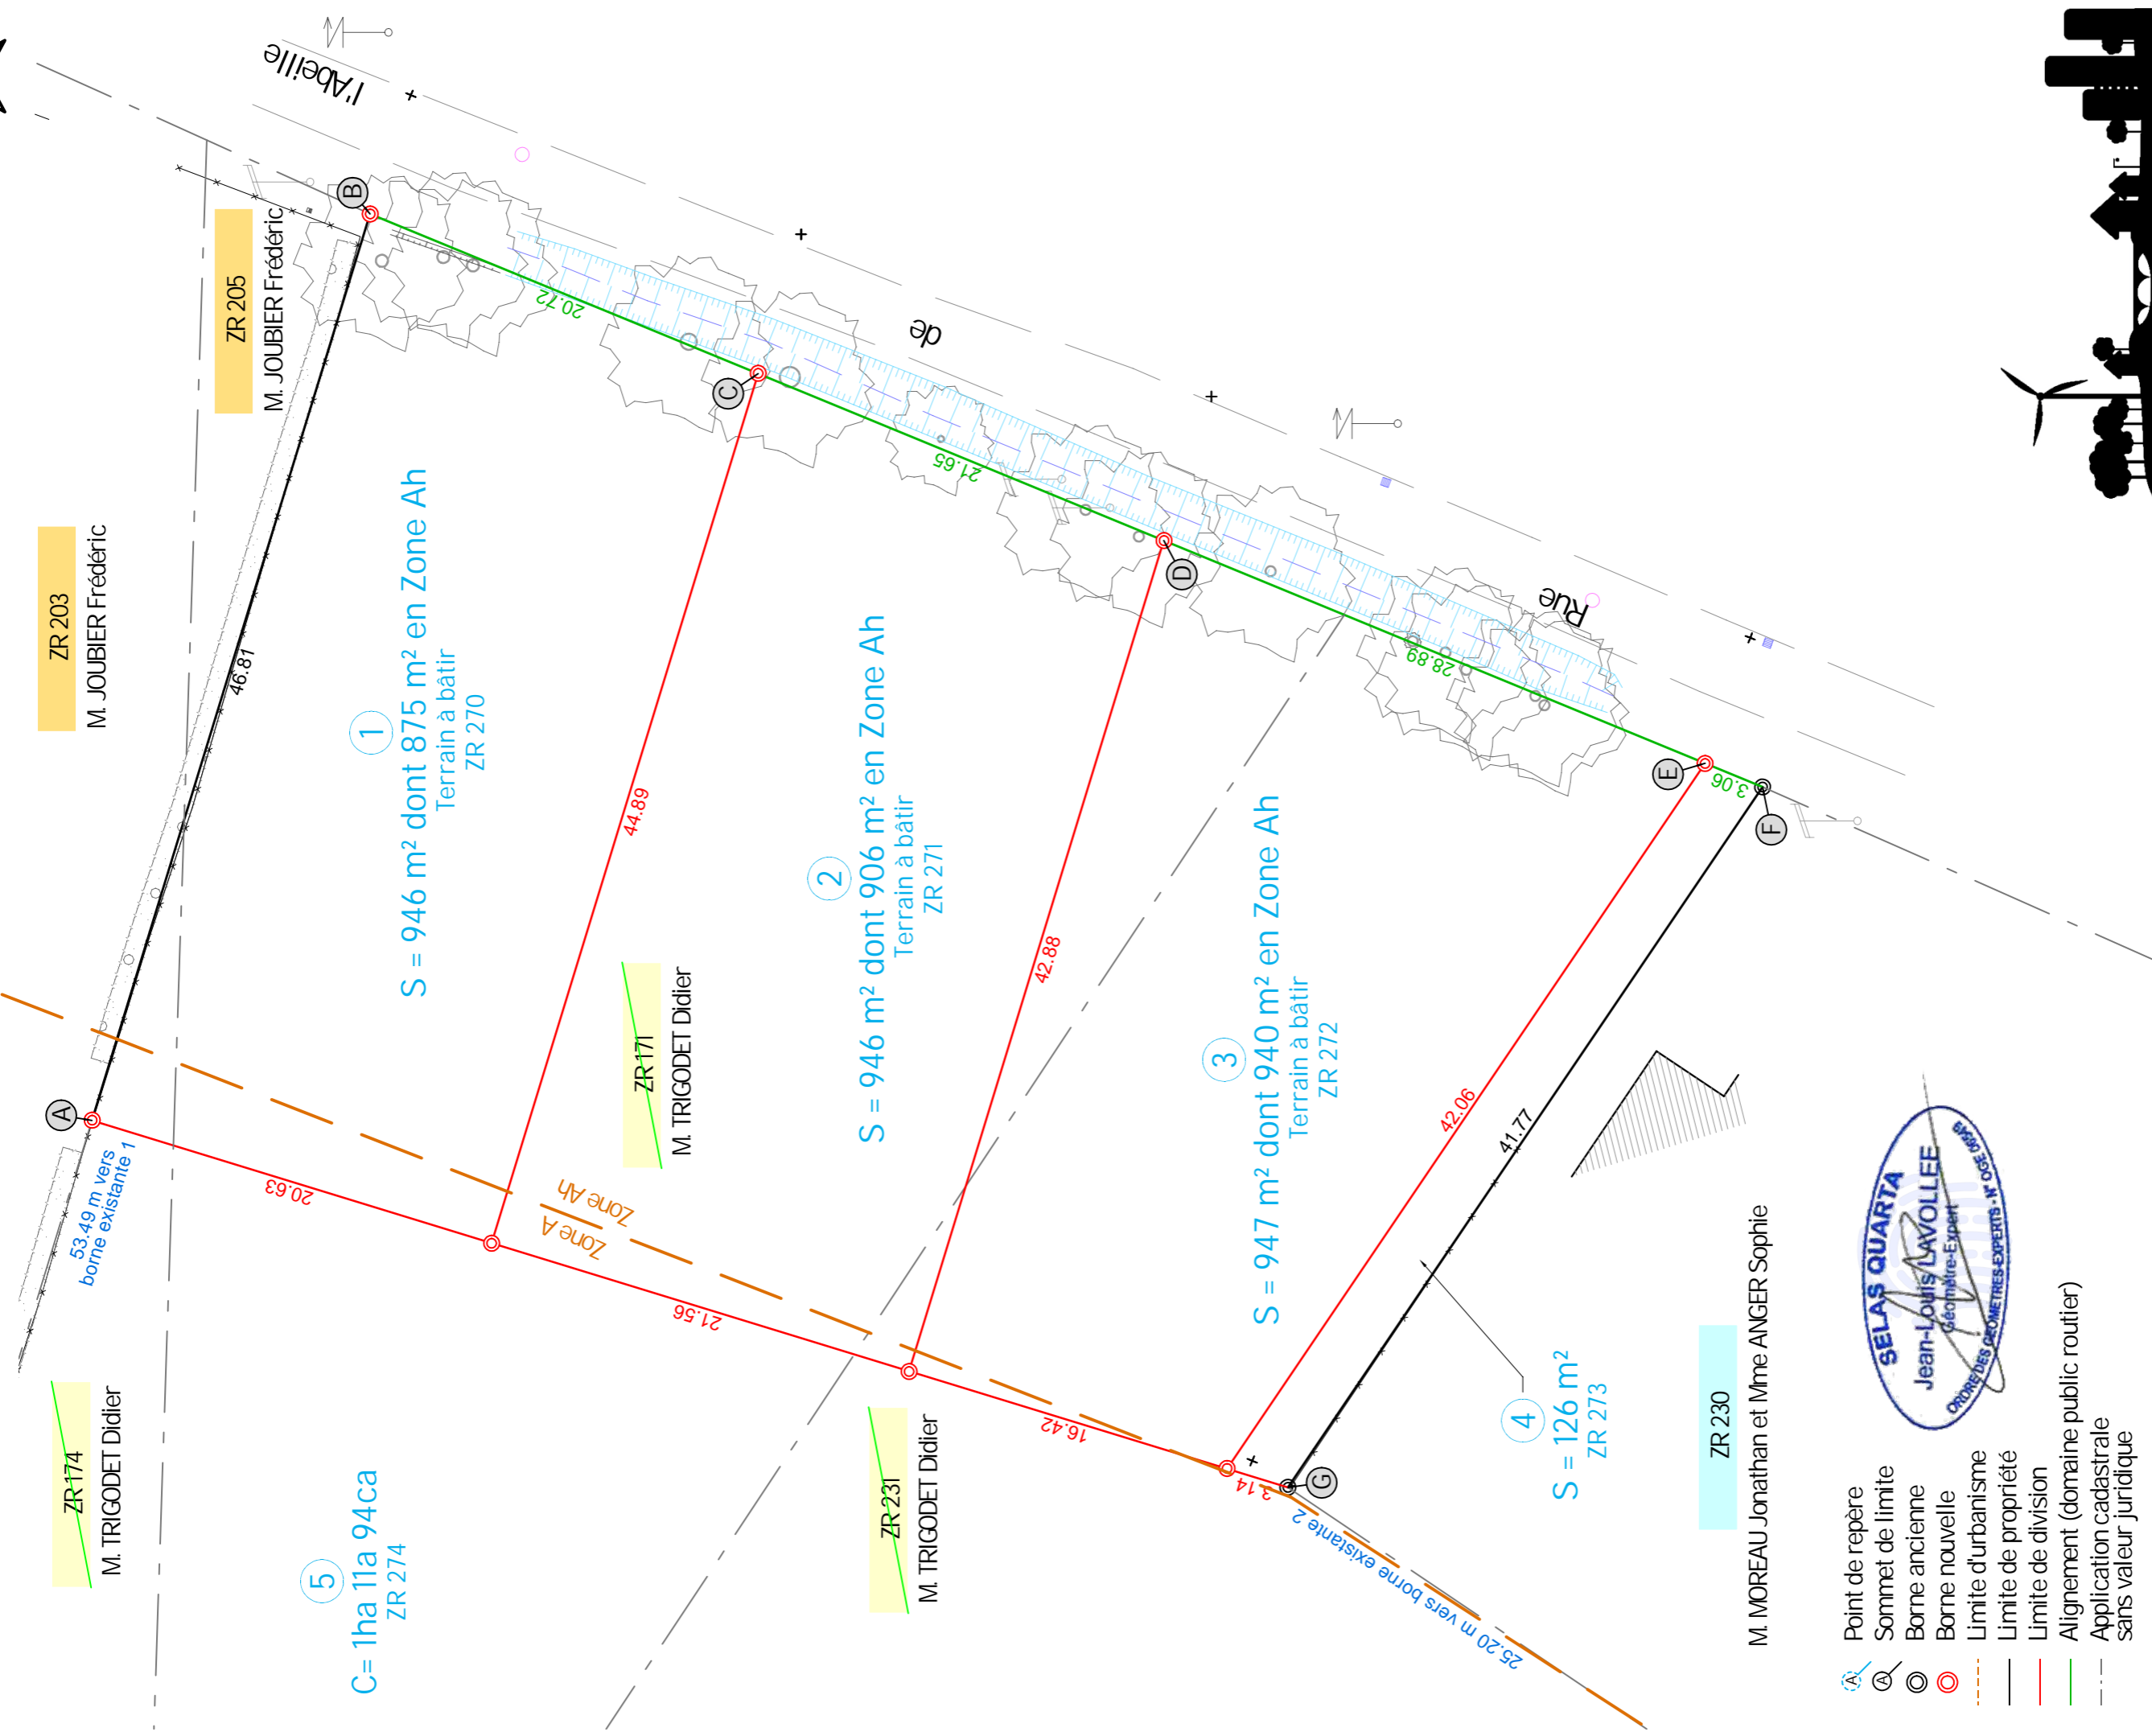 ZR 203
M. JOUBIER Frédéric
ZR 205
M. JOUBIER Frédéric
l'Abeille
de
Rue
A
B
C
D
E
F
G
46.81
20.72
21.65
28.89
3.06
44.89
42.88
42.06
41.77
20.63
21.56
16.42
3.14
53.49 m vers
borne existante 1
25.20 m vers borne existante 2
Zone Ah
Zone A
1
S = 946 m² dont 875 m² en Zone Ah
Terrain à bâtir
ZR 270
ZR 171
M. TRIGODET Didier
2
S = 946 m² dont 906 m² en Zone Ah
Terrain à bâtir
ZR 271
3
S = 947 m² dont 940 m² en Zone Ah
Terrain à bâtir
ZR 272
4
S = 126 m²
ZR 273
ZR 174
M. TRIGODET Didier
5
C= 1ha 11a 94ca
ZR 274
ZR 231
M. TRIGODET Didier
ZR 230
M. MOREAU Jonathan et Mme ANGER Sophie
A
Point de repère
A
Sommet de limite
Borne ancienne
Borne nouvelle
Limite d'urbanisme
Limite de propriété
Limite de division
Alignement (domaine public routier)
Application cadastrale
sans valeur juridique
SELAS QUARTA
Jean-Louis LAVOLLEE
Géomètre-Expert
ORDRE DES GÉOMÈTRES-EXPERTS - N° OGE